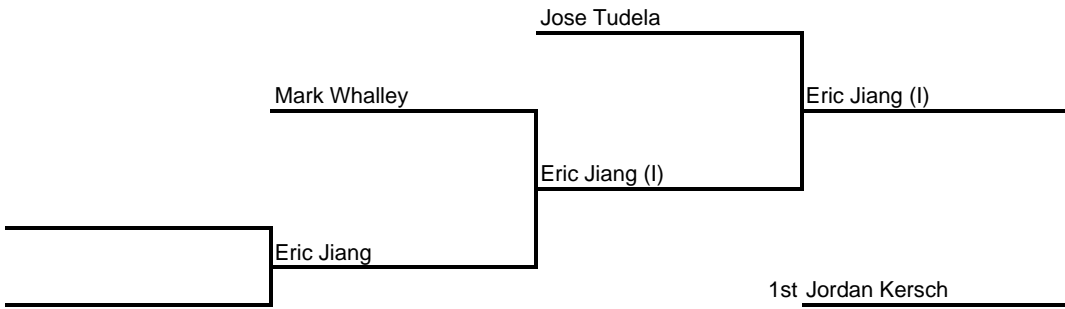 Jose Tudela
Mark Whalley
Eric Jiang (I)
Eric Jiang (I)
Eric Jiang
1st Jordan Kersch